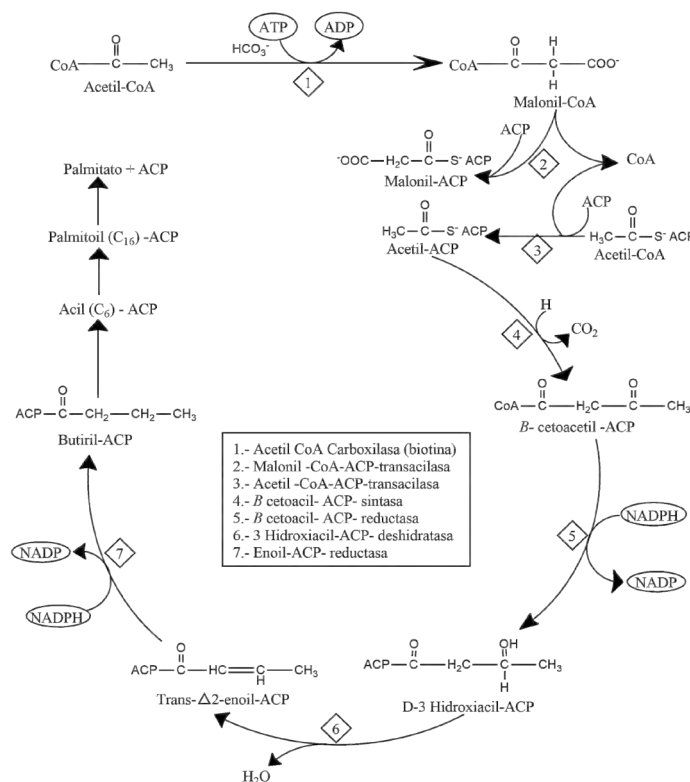 ATP
ADP
HCO₃⁻
O
CoA—C—CH₃
Acetil-CoA
1
O H
CoA—C—C—COO⁻
H
Malonil-CoA
ACP
O
⁻OOC—H₂C—C—S⁻ ACP
Malonil-ACP
2
CoA
ACP
O
H₃C—C—S⁻ ACP
Acetil-ACP
3
O
H₃C—C—S⁻ ACP
Acetil-CoA
Palmitato + ACP
Palmitoil (C₁₆) -ACP
Acil (C₆) - ACP
H
4
CO₂
O O
CoA—C—H₂C—C—CH₃
B- cetoacetil -ACP
O
ACP—C—CH₂—CH₂—CH₃
Butiril-ACP
1.- Acetil CoA Carboxilasa (biotina)
2.- Malonil -CoA-ACP-transacilasa
3.- Acetil -CoA-ACP-transacilasa
4.- B cetoacil- ACP- sintasa
5.- B cetoacil- ACP- reductasa
6.- 3 Hidroxiacil-ACP- deshidratasa
7.- Enoil-ACP- reductasa
NADPH
5
NADP
NADP
7
NADPH
O
ACP—C—HC=C—CH₃
H
Trans-Δ2-enoil-ACP
O OH
ACP—C—H₂C—C—CH₃
H
D-3 Hidroxiacil-ACP
6
H₂O